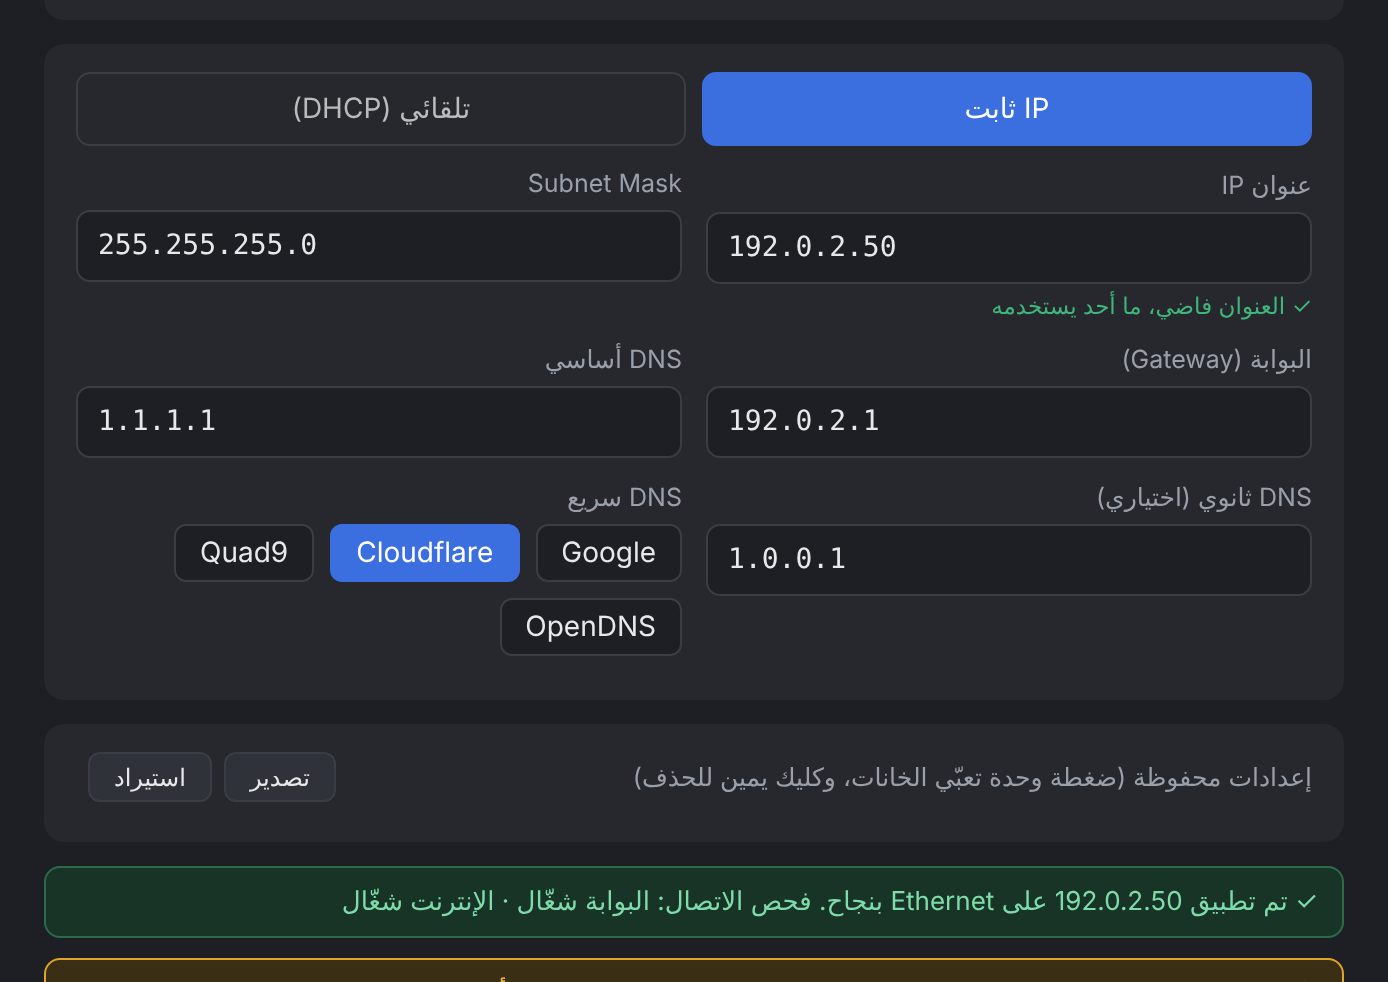 IP ثابت
تلقائي (DHCP)
عنوان IP
Subnet Mask
192.0.2.50
255.255.255.0
✓ العنوان فاضي، ما أحد يستخدمه
البوابة (Gateway)
DNS أساسي
192.0.2.1
1.1.1.1
DNS ثانوي (اختياري)
DNS سريع
1.0.0.1
Google
Cloudflare
Quad9
OpenDNS
إعدادات محفوظة (ضغطة وحدة تعبّي الخانات، وكليك يمين للحذف)
تصدير
استيراد
✓ تم تطبيق 192.0.2.50 على Ethernet بنجاح. فحص الاتصال: البوابة شغّال · الإنترنت شغّال